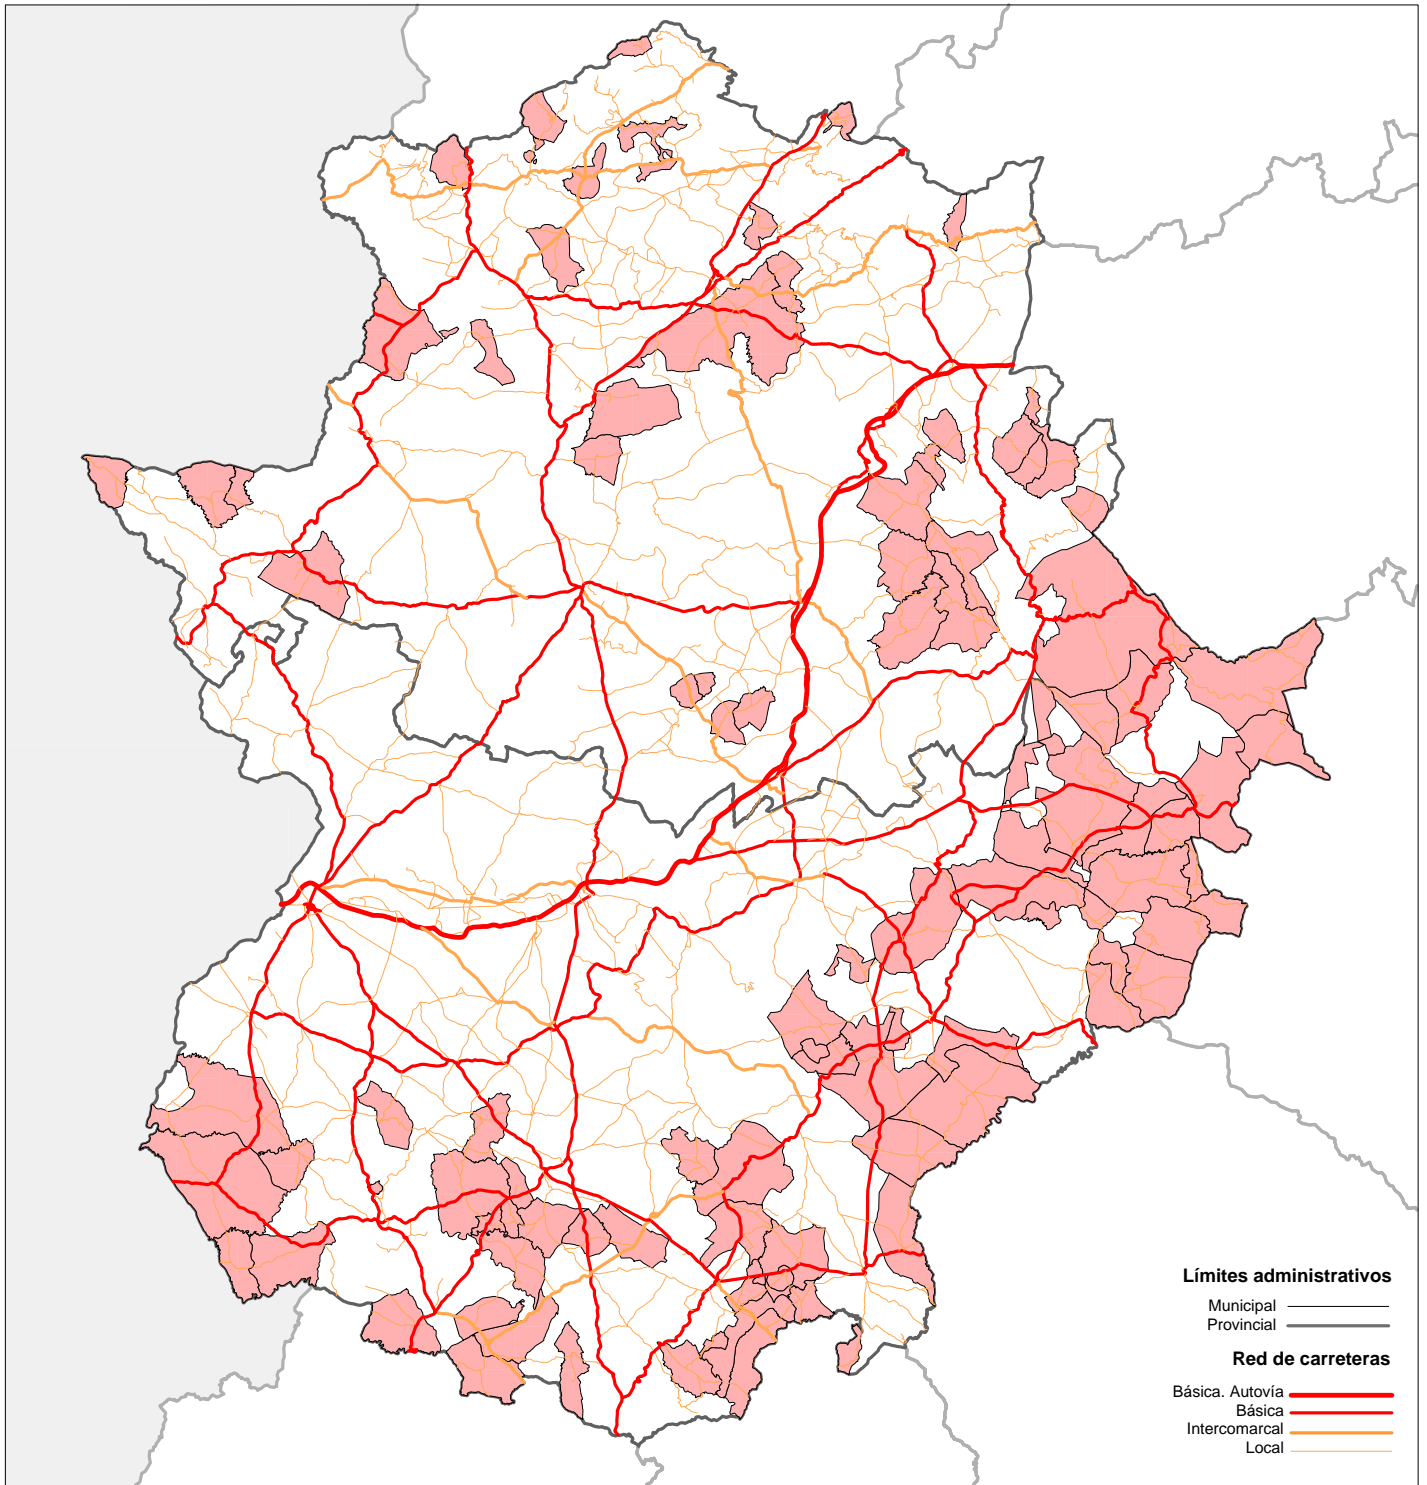 Límites administrativos
Municipal
Provincial
Red de carreteras
Básica. Autovía
Básica
Intercomarcal
Local